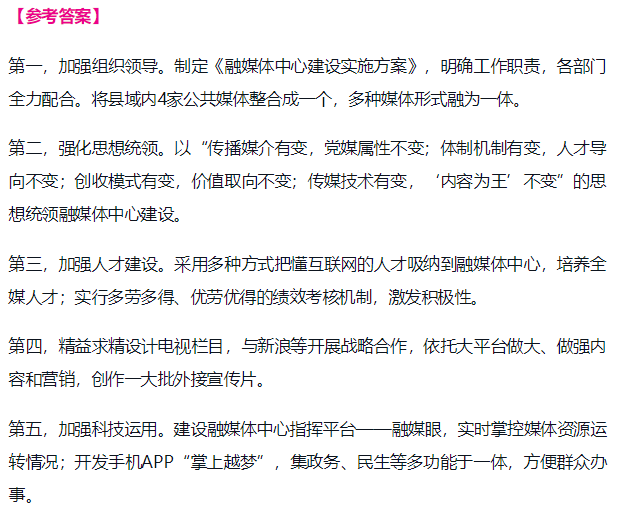 【参考答案】
第一，加强组织领导。制定《融媒体中心建设实施方案》，明确工作职责，各部门
全力配合。将县域内4家公共媒体整合成一个，多种媒体形式融为一体。
第二，强化思想统领。以“传播媒介有变，党媒属性不变；体制机制有变，人才导
向不变；创收模式有变，价值取向不变；传媒技术有变，‘内容为王’不变”的思
想统领融媒体中心建设。
第三，加强人才建设。采用多种方式把懂互联网的人才吸纳到融媒体中心，培养全
媒人才；实行多劳多得、优劳优得的绩效考核机制，激发积极性。
第四，精益求精设计电视栏目，与新浪等开展战略合作，依托大平台做大、做强内
容和营销，创作一大批外接宣传片。
第五，加强科技运用。建设融媒体中心指挥平台——融媒眼，实时掌控媒体资源运
转情况；开发手机APP“掌上越梦”，集政务、民生等多功能于一体，方便群众办
事。